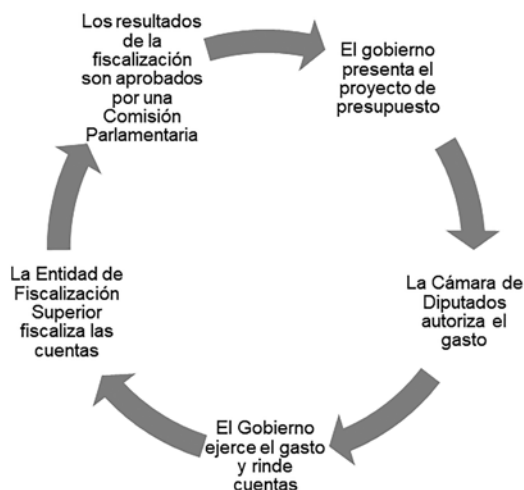 Los resultados
de la
fiscalización
son aprobados
por una
Comisión
Parlamentaria
El gobierno
presenta el
proyecto de
presupuesto
La Cámara de
Diputados
autoriza el
gasto
El Gobierno
ejerce el gasto
y rinde
cuentas
La Entidad de
Fiscalización
Superior
fiscaliza las
cuentas